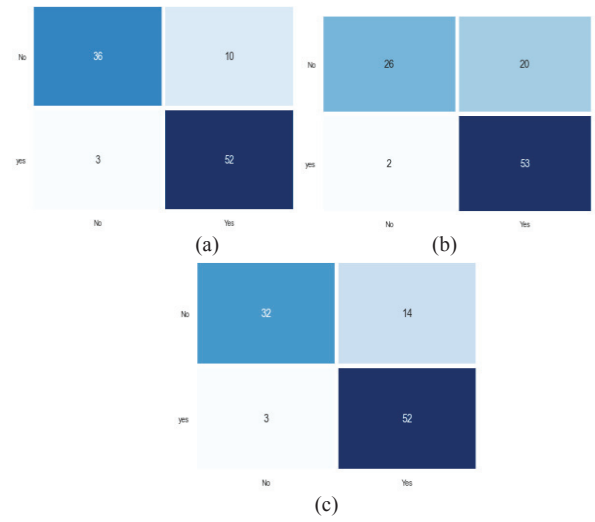 No 36 10
yes 3 52
No Yes
(a)
No 26 20
yes 2 53
No Yes
(b)
No 32 14
yes 3 52
No Yes
(c)